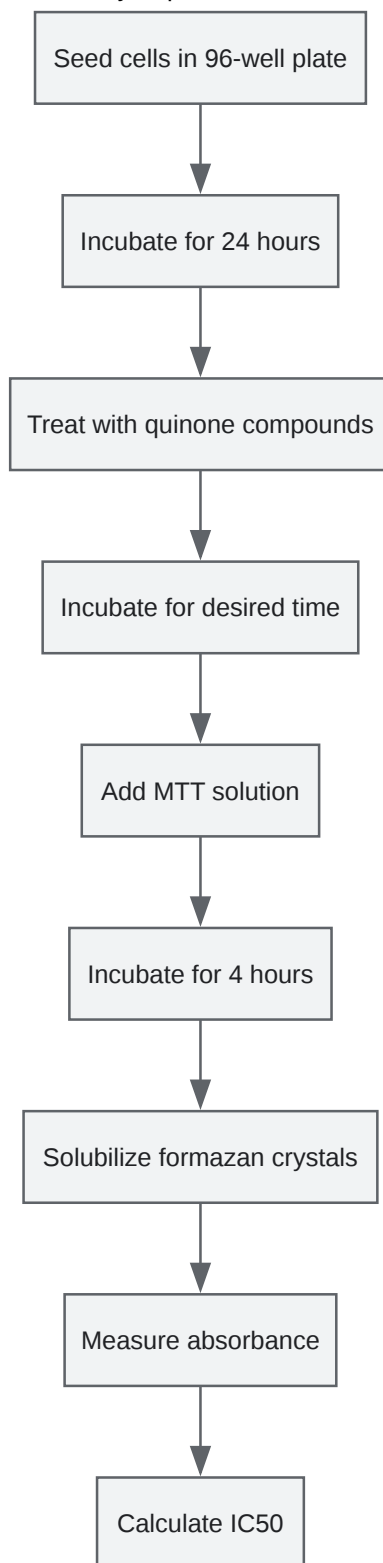 Seed cells in 96-well plate
Incubate for 24 hours
Treat with quinone compounds
Incubate for desired time
Add MTT solution
Incubate for 4 hours
Solubilize formazan crystals
Measure absorbance
Calculate IC50